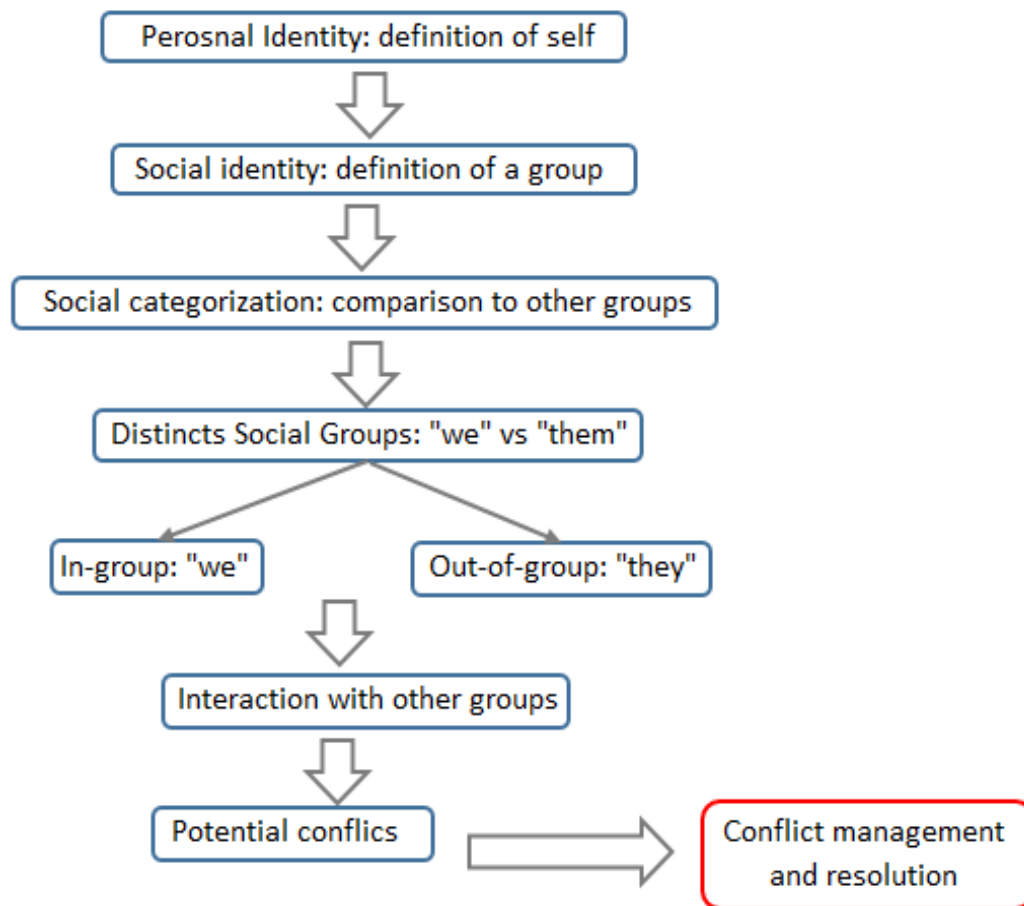 Perosnal Identity: definition of self
Social identity: definition of a group
Social categorization: comparison to other groups
Distincts Social Groups: "we" vs "them"
In-group: "we"
Out-of-group: "they"
Interaction with other groups
Potential conflics
Conflict management
and resolution